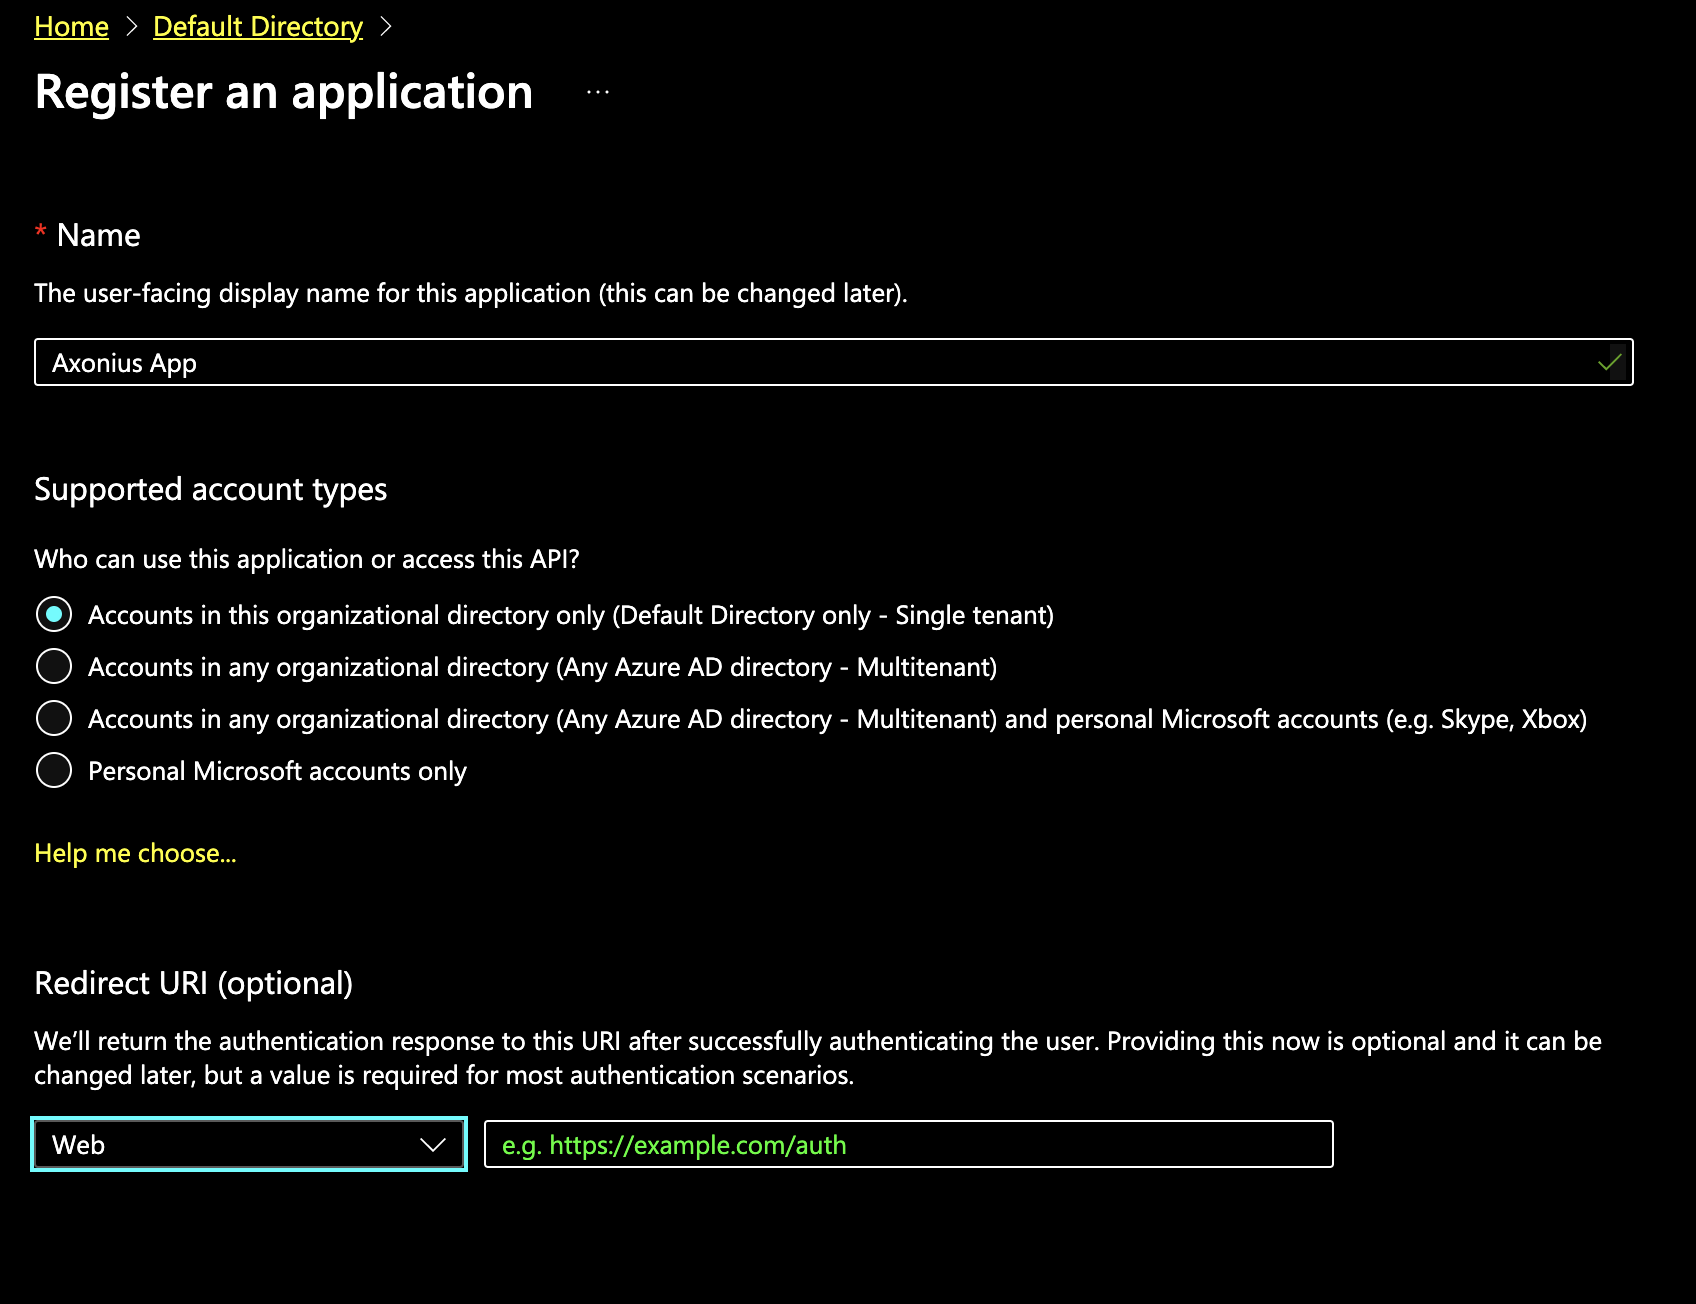 Home > Default Directory >
Register an application ...
* Name
The user-facing display name for this application (this can be changed later).
Axonius App
Supported account types
Who can use this application or access this API?
Accounts in this organizational directory only (Default Directory only - Single tenant)
Accounts in any organizational directory (Any Azure AD directory - Multitenant)
Accounts in any organizational directory (Any Azure AD directory - Multitenant) and personal Microsoft accounts (e.g. Skype, Xbox)
Personal Microsoft accounts only
Help me choose...
Redirect URI (optional)
We’ll return the authentication response to this URI after successfully authenticating the user. Providing this now is optional and it can be
changed later, but a value is required for most authentication scenarios.
Web e.g. https://example.com/auth